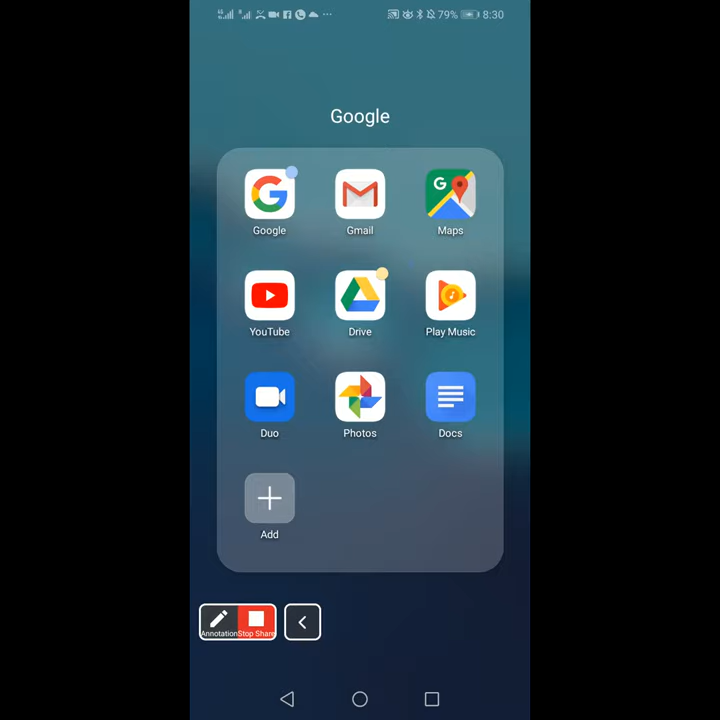 79% 8:30
Google
Google Gmail Maps
YouTube Drive Play Music
Duo Photos Docs
Add
Annotation Stop Share